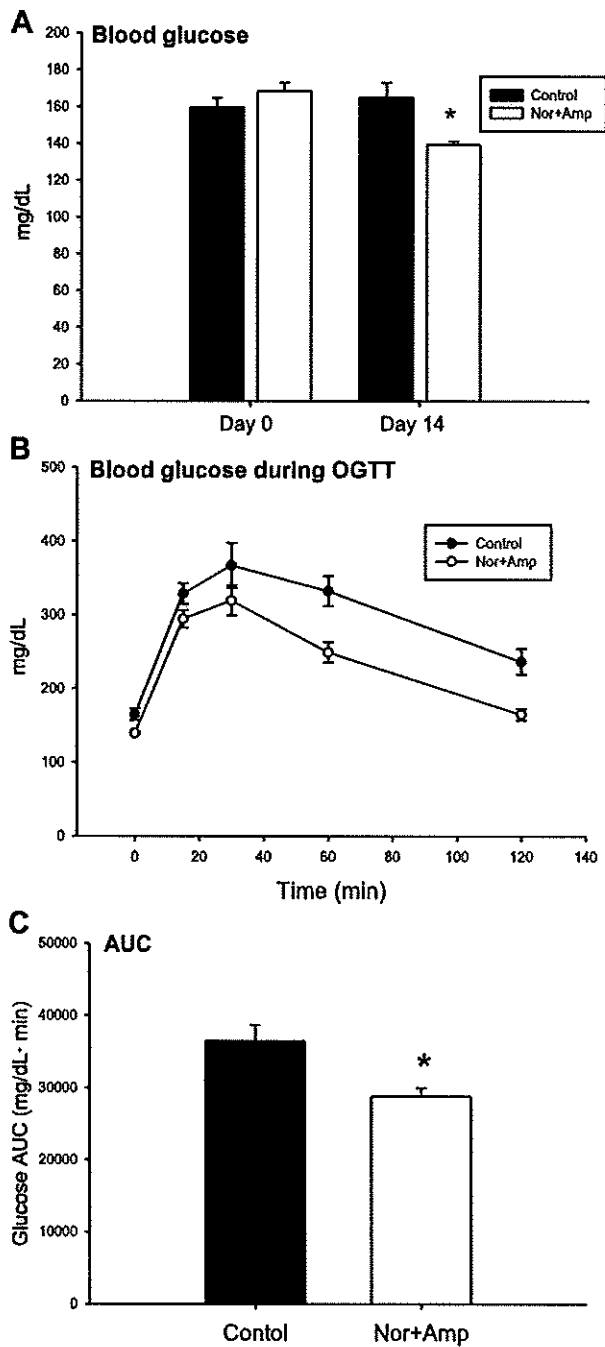 A
Blood glucose
200
180
160
140
120
100
80
60
40
20
0
mg/dL
Control
Nor+Amp
*
Day 0
Day 14
B
Blood glucose during OGTT
500
400
300
200
100
0
mg/dL
Control
Nor+Amp
0 20 40 60 80 100 120 140
Time (min)
C
AUC
50000
40000
30000
20000
10000
0
Glucose AUC (mg/dL· min)
*
Contol
Nor+Amp